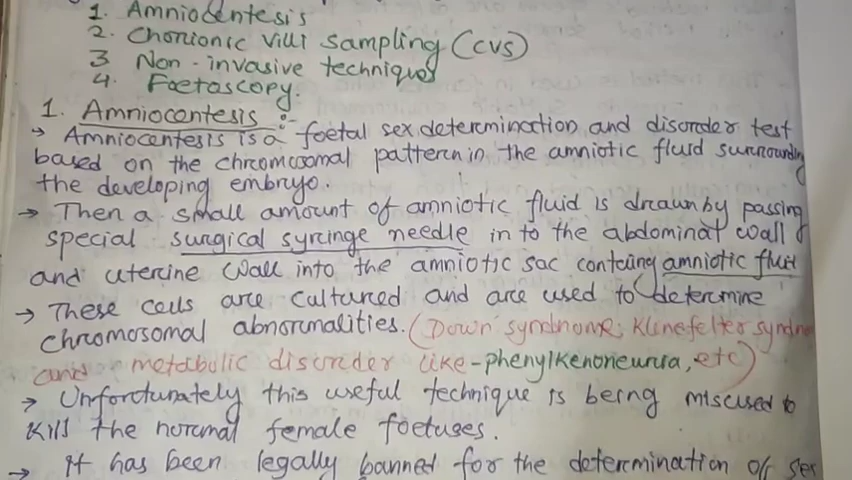 1. Amniocentesis
2. Chorionic villi sampling (CVS)
3 Non-invasive techniques
4. Foetoscopy.
1. Amniocentesis :-
→ Amniocentesis is a foetal sex determination and disorder test
based on the chromosomal pattern in the amniotic fluid surrounding
the developing embryo.
→ Then a small amount of amniotic fluid is drawn by passing
special surgical syringe needle in to the abdominal wall
and uterine wall into the amniotic sac containg amniotic fluit
→ These cells are cultured and are used to determine
chromosomal abnormalities. (Down syndnome, Klinefelter syndno
and metabolic disorder like - phenylkenoneuria, etc)
→ Unfortunately this useful technique is being miscused to
kill the normal female foetuses.
→ It has been legally banned for the determination of sex